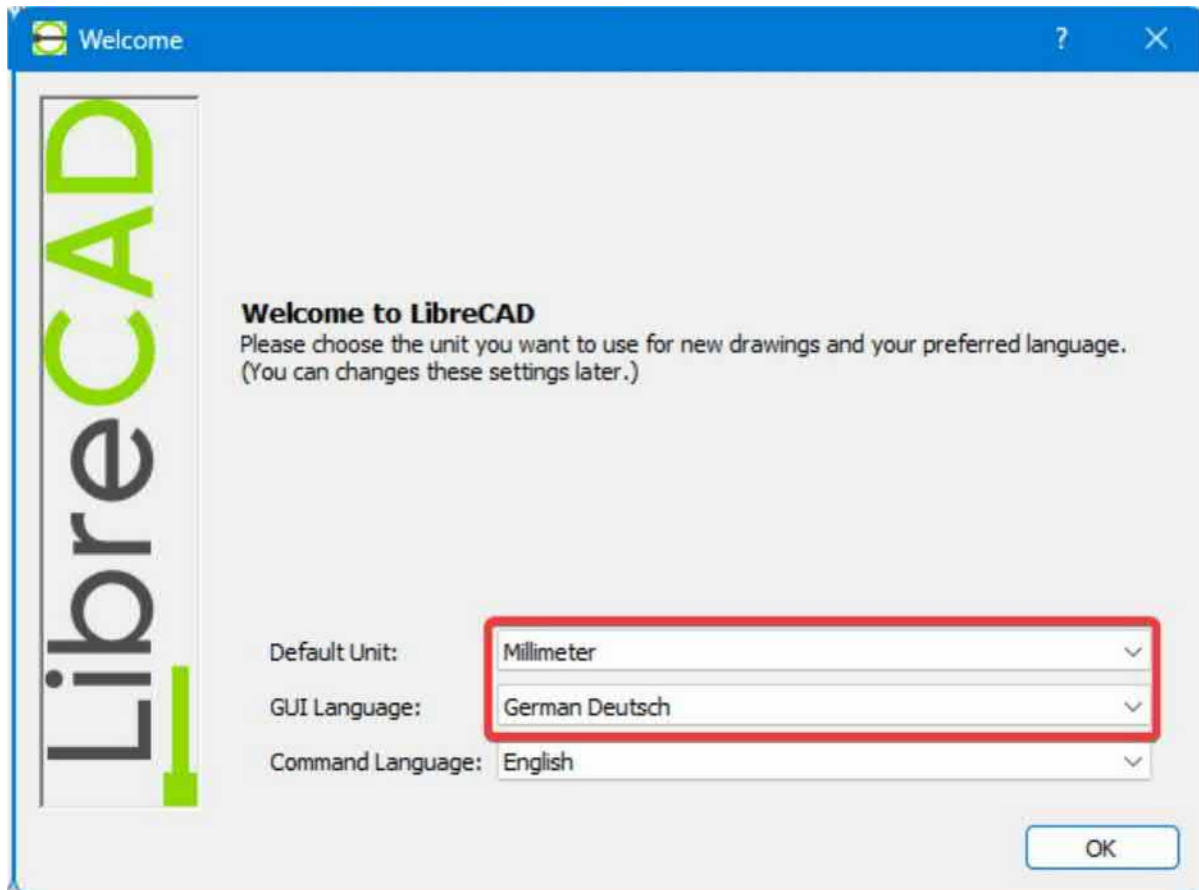 Welcome
?
LibreCAD
Welcome to LibreCAD
Please choose the unit you want to use for new drawings and your preferred language.
(You can changes these settings later.)
Default Unit: Millimeter
GUI Language: German Deutsch
Command Language: English
OK